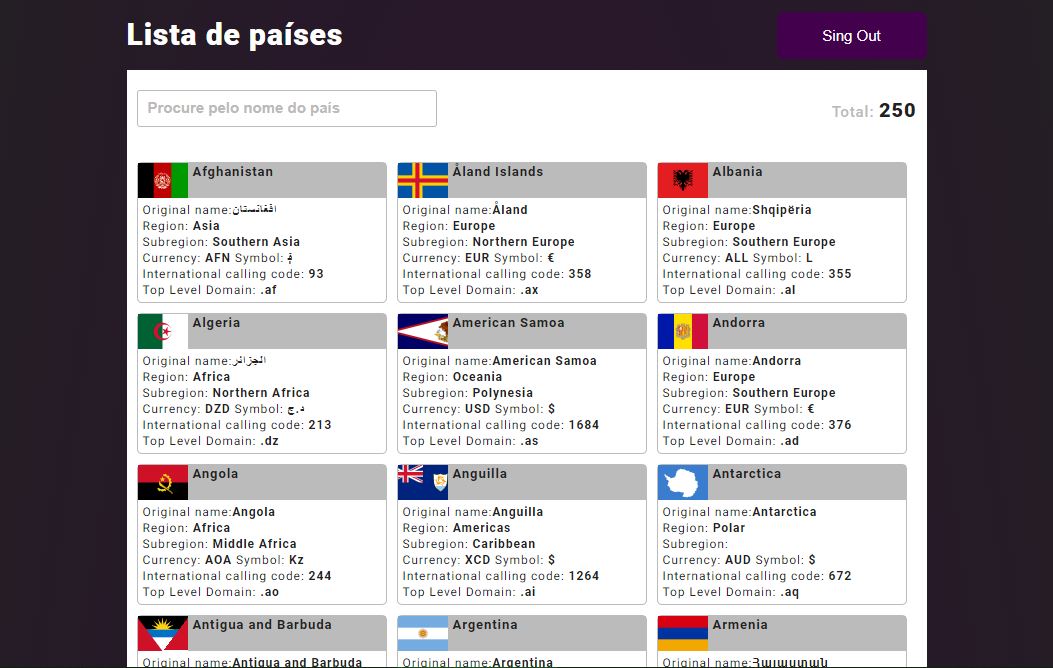 Lista de países
Sing Out
Procure pelo nome do país
Total: 250
Afghanistan
Original name:افغانستان
Region: Asia
Subregion: Southern Asia
Currency: AFN Symbol: ؋
International calling code: 93
Top Level Domain: .af
Åland Islands
Original name:Åland
Region: Europe
Subregion: Northern Europe
Currency: EUR Symbol: €
International calling code: 358
Top Level Domain: .ax
Albania
Original name:Shqipëria
Region: Europe
Subregion: Southern Europe
Currency: ALL Symbol: L
International calling code: 355
Top Level Domain: .al
Algeria
Original name:الجزائر
Region: Africa
Subregion: Northern Africa
Currency: DZD Symbol: د.ج
International calling code: 213
Top Level Domain: .dz
American Samoa
Original name:American Samoa
Region: Oceania
Subregion: Polynesia
Currency: USD Symbol: $
International calling code: 1684
Top Level Domain: .as
Andorra
Original name:Andorra
Region: Europe
Subregion: Southern Europe
Currency: EUR Symbol: €
International calling code: 376
Top Level Domain: .ad
Angola
Original name:Angola
Region: Africa
Subregion: Middle Africa
Currency: AOA Symbol: Kz
International calling code: 244
Top Level Domain: .ao
Anguilla
Original name:Anguilla
Region: Americas
Subregion: Caribbean
Currency: XCD Symbol: $
International calling code: 1264
Top Level Domain: .ai
Antarctica
Original name:Antarctica
Region: Polar
Subregion:
Currency: AUD Symbol: $
International calling code: 672
Top Level Domain: .aq
Antigua and Barbuda
Original name:Antigua and Barbuda
Argentina
Original name:Argentina
Armenia
Original name:Հայաստան